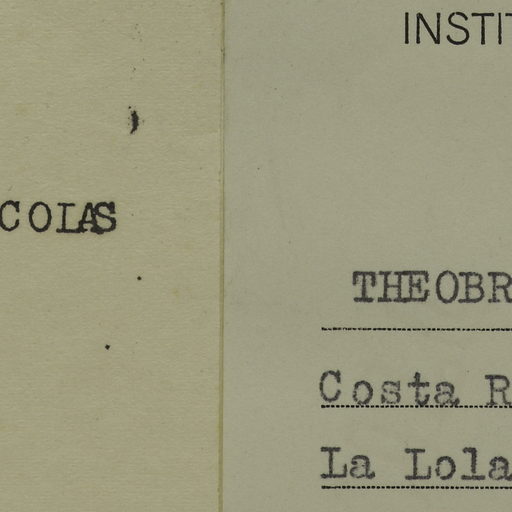 INSTIT
COLAS
THEOBR
Costa R
La Lola